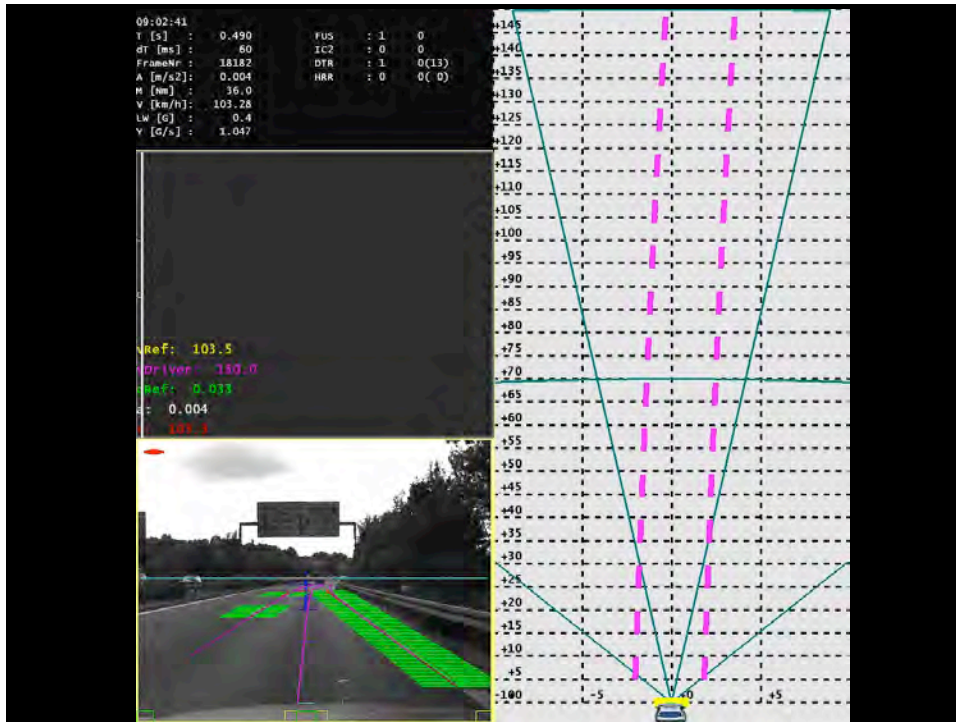 09:02:41
T [s] : 0.490 FUS : 1 0
dT [ms] : 60 IC2 : 0 0
FrameNr : 18182 DTR : 1 0(13)
A [m/s2]: 0.004 HRR : 0 0( 0)
M [Nm] : 36.0
V [km/h]: 103.28
LW [G] : 0.4
Y [G/s] : 1.047
vRef: 103.5
vDriver: 130.0
aRef: 0.033
a: 0.004
+145
+140
+135
+130
+125
+120
+115
+110
+105
+100
+95
+90
+85
+80
+75
+70
+65
+60
+55
+50
+45
+40
+35
+30
+25
+20
+15
+10
+5
-100 -5 +0 +5